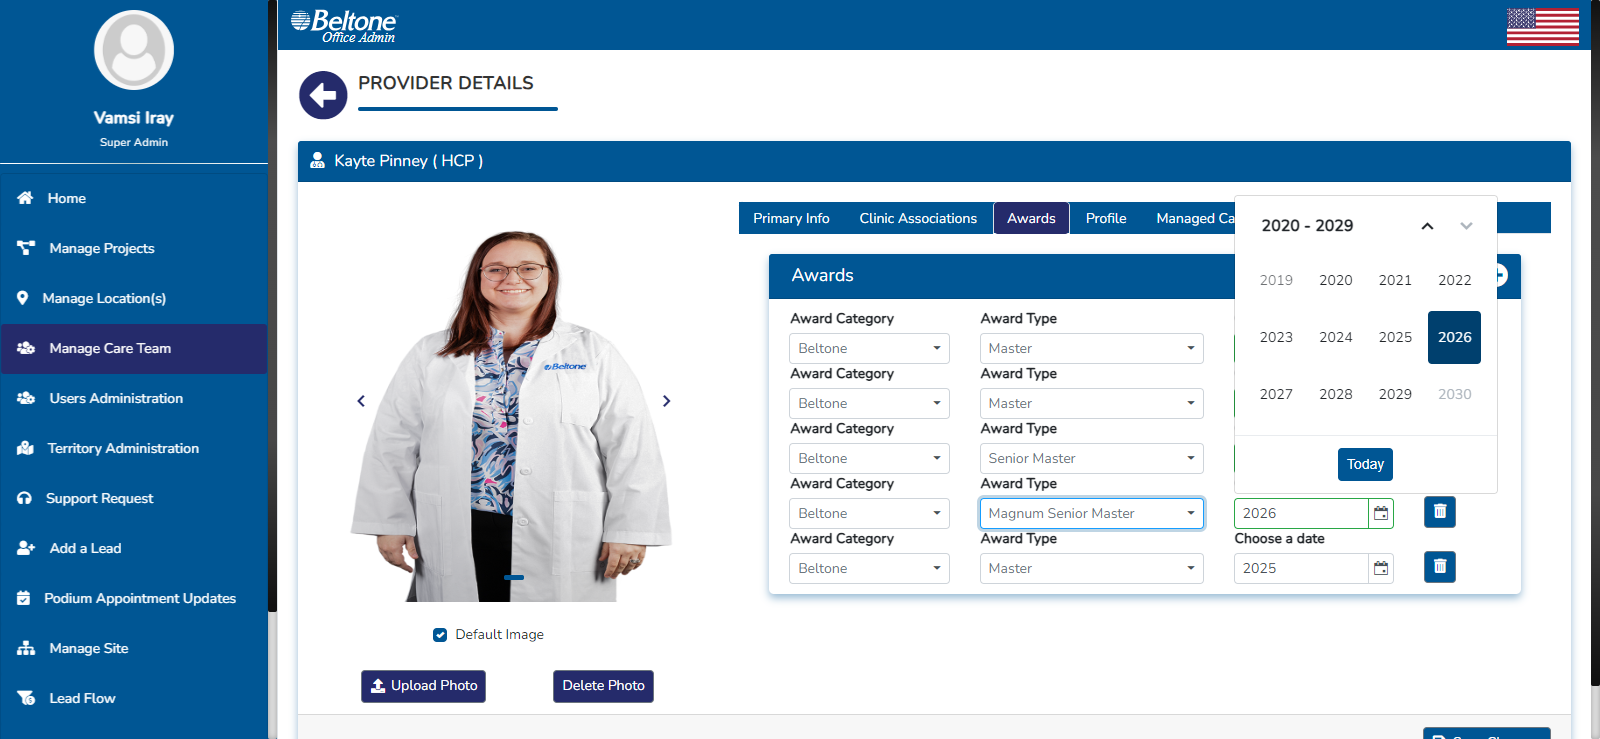 Vamsi Iray
Super Admin
Home
Manage Projects
Manage Location(s)
Manage Care Team
Users Administration
Territory Administration
Support Request
Add a Lead
Podium Appointment Updates
Manage Site
Lead Flow
Beltone
Office Admin
PROVIDER DETAILS
Kayte Pinney ( HCP )
Beltone
Default Image
Upload Photo
Delete Photo
Primary Info
Clinic Associations
Awards
Profile
Managed Ca
Awards
Award Category
Award Type
Beltone
Master
Award Category
Award Type
Beltone
Master
Award Category
Award Type
Beltone
Senior Master
Award Category
Award Type
Beltone
Magnum Senior Master
2026
Award Category
Award Type
Choose a date
Beltone
Master
2025
2020 - 2029
2019 2020 2021 2022
2023 2024 2025 2026
2027 2028 2029 2030
Today